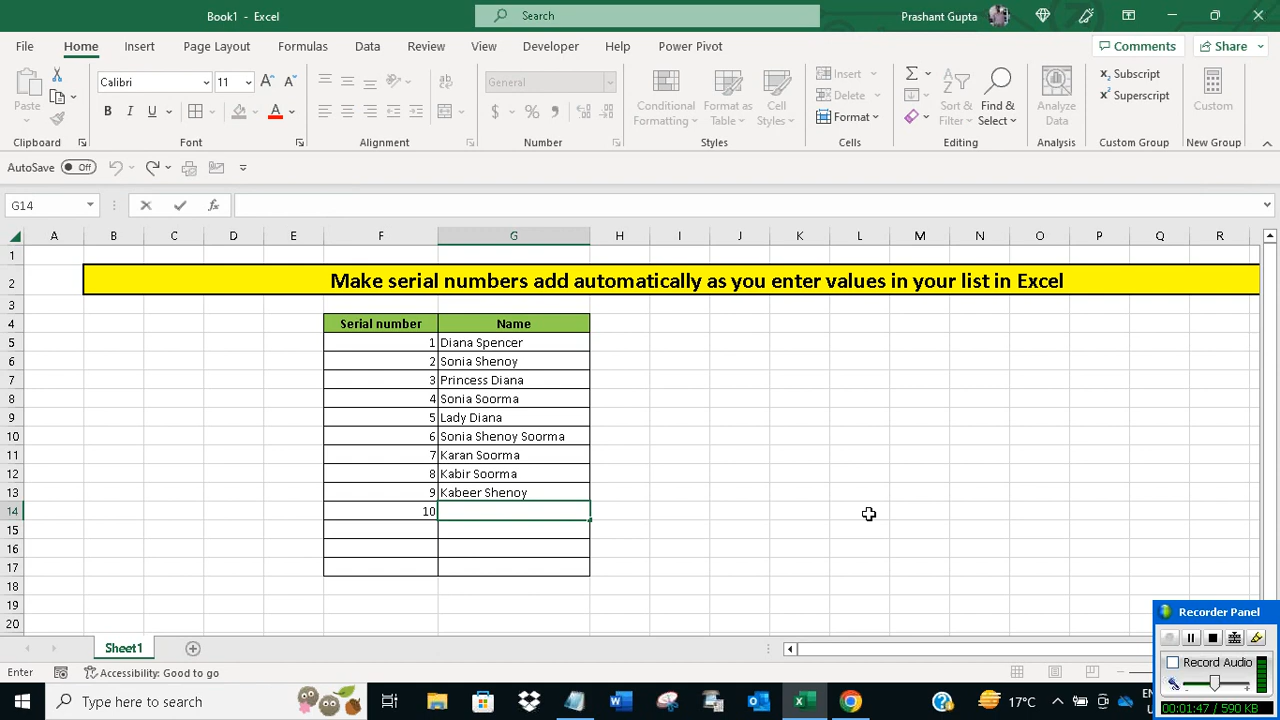 Book1 - Excel
Search
Prashant Gupta
File Home Insert Page Layout Formulas Data Review View Developer Help Power Pivot
Comments Share
Paste
Calibri 11
B I U A
General
Conditional Formatting
Format as Table
Cell Styles
Insert
Delete
Format
Sort & Filter
Find & Select
Analyze Data
Subscript
Superscript
Custom
Clipboard Font Alignment Number Styles Cells Editing Analysis Custom Group New Group
AutoSave Off
G14 fx
A B C D E F G H I J K L M N O P Q R
1
2 Make serial numbers add automatically as you enter values in your list in Excel
3
4 Serial number Name
5 1 Diana Spencer
6 2 Sonia Shenoy
7 3 Princess Diana
8 4 Sonia Soorma
9 5 Lady Diana
10 6 Sonia Shenoy Soorma
11 7 Karan Soorma
12 8 Kabir Soorma
13 9 Kabeer Shenoy
14 10
15
16
17
18
19
20
Recorder Panel
Record Audio
00:01:47 / 590 KB
Sheet1
Enter Accessibility: Good to go
Type here to search
17°C